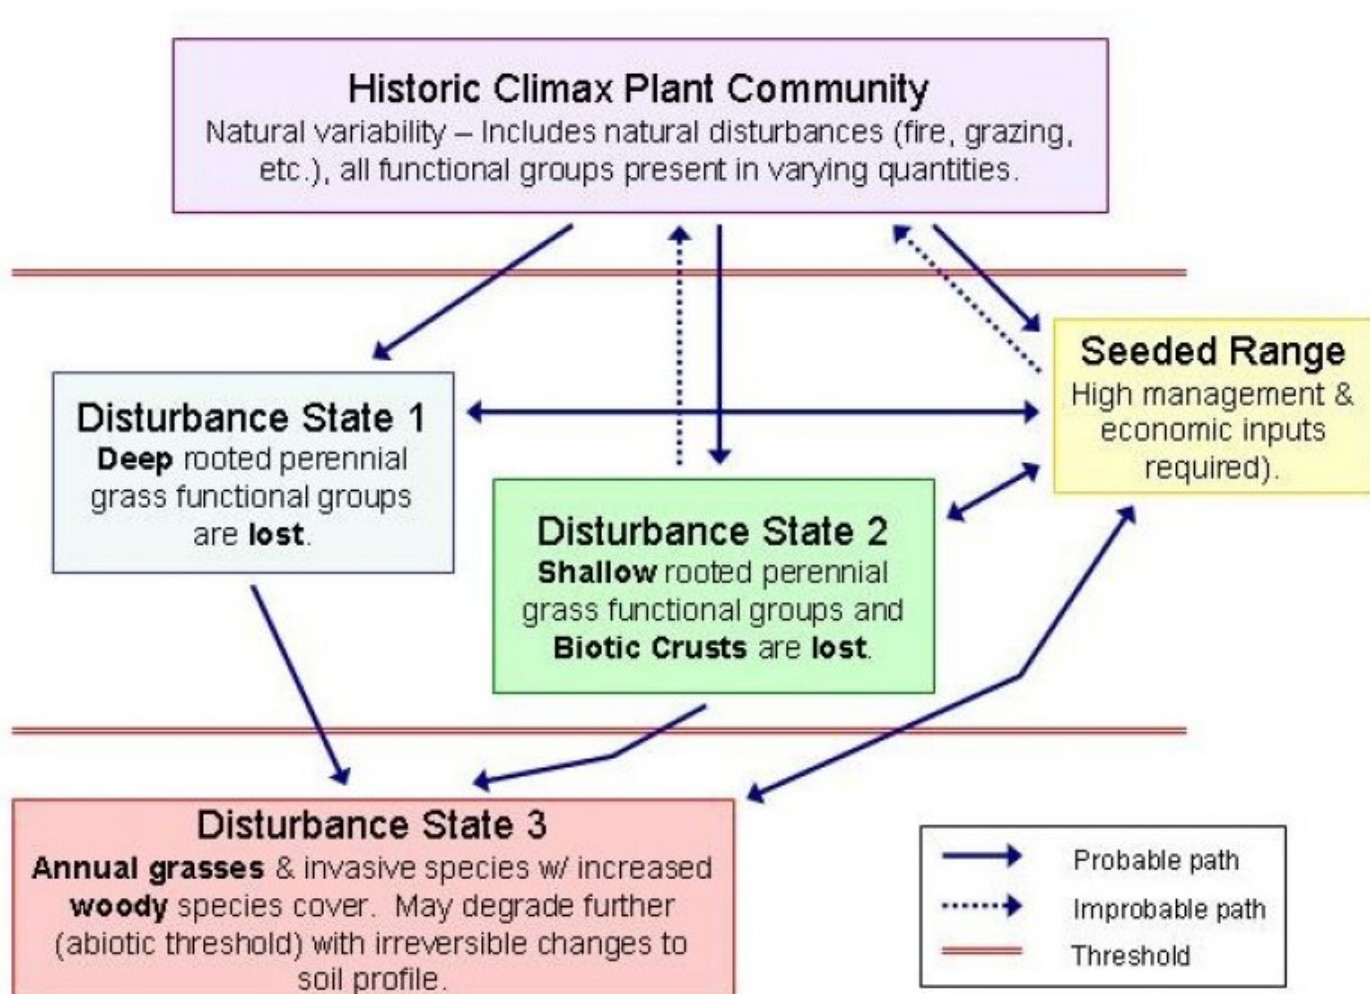 Historic Climax Plant Community
Natural variability – Includes natural disturbances (fire, grazing,
etc.), all functional groups present in varying quantities.
Seeded Range
High management &
economic inputs
required).
Disturbance State 1
Deep rooted perennial
grass functional groups
are lost.
Disturbance State 2
Shallow rooted perennial
grass functional groups and
Biotic Crusts are lost.
Disturbance State 3
Annual grasses & invasive species w/ increased
woody species cover. May degrade further
(abiotic threshold) with irreversible changes to
soil profile.
Probable path
Improbable path
Threshold